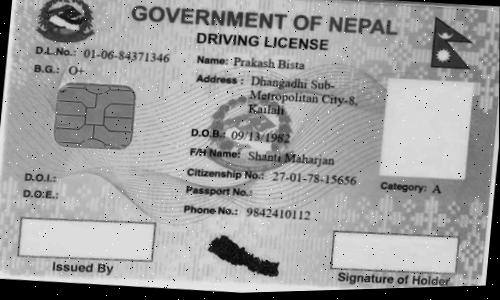 GOVERNMENT OF NEPAL
DRIVING LICENSE
D.L.No.: 01-06-84371346
B.G.: O+
Name: Prakash Bista
Address : Dhangadhi Sub-
Metropolitan City-8,
Kailali
D.O.B.: 09/13/1982
F/H Name: Shanti Maharjan
Citizenship No.: 27-01-78-15656
Passport No.:
Phone No.: 9842410112
D.O.I.:
D.O.E.:
Category: A
Issued By
Signature of Holder